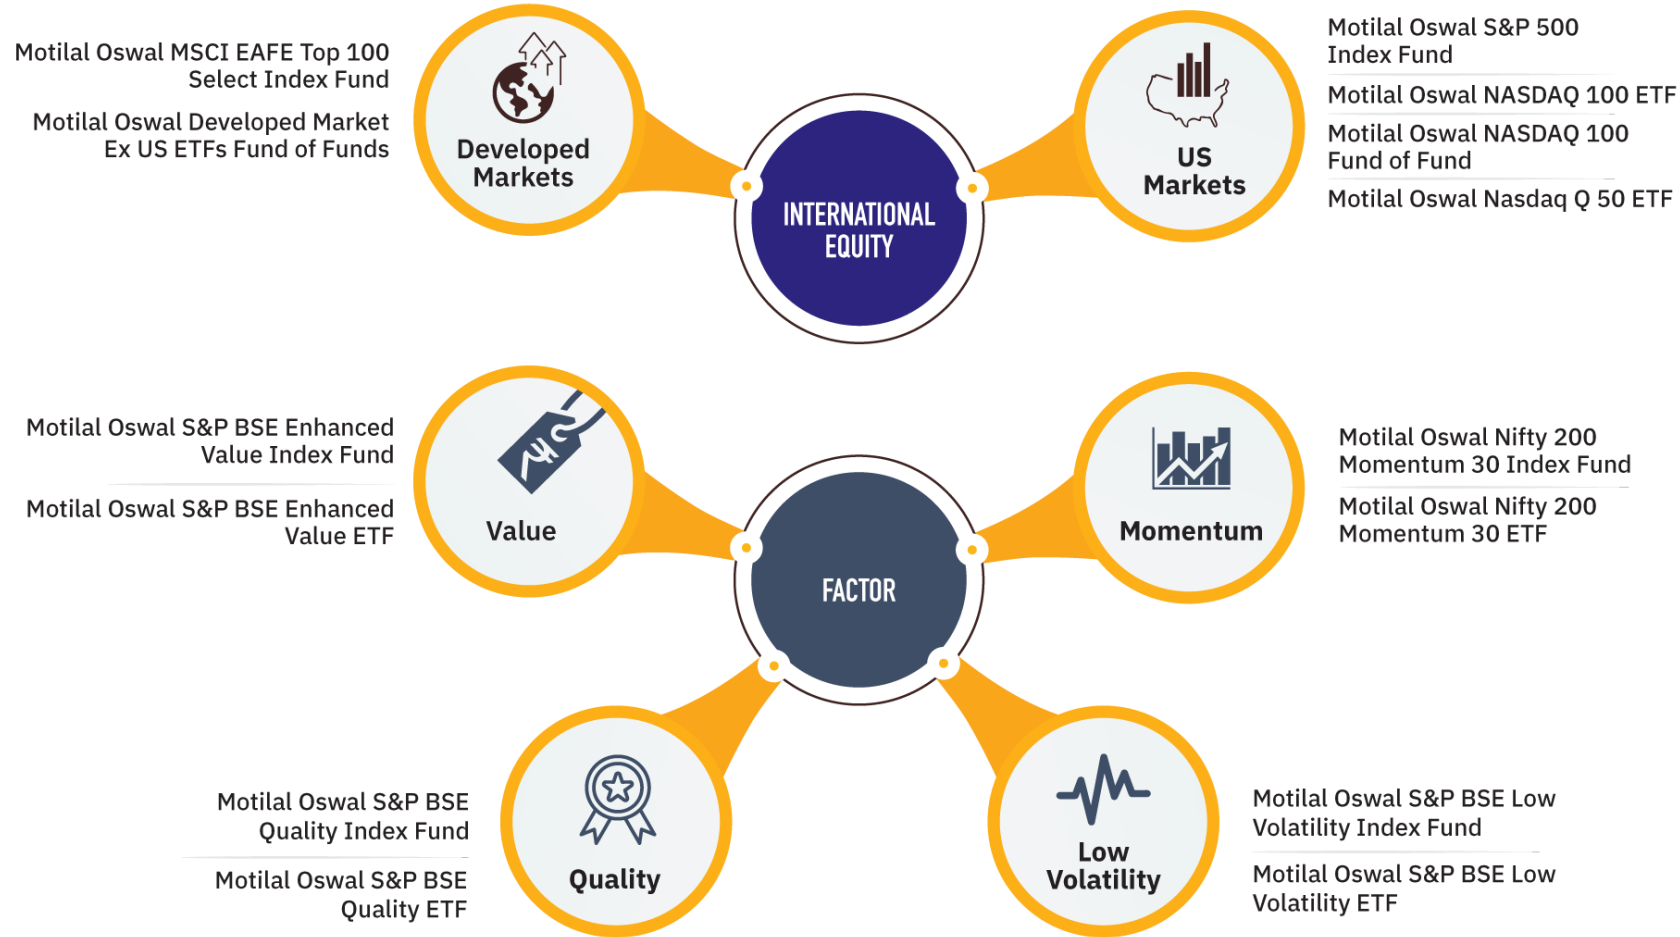 Motilal Oswal MSCI EAFE Top 100
Select Index Fund
Motilal Oswal Developed Market
Ex US ETFs Fund of Funds
Developed
Markets
INTERNATIONAL
EQUITY
US
Markets
Motilal Oswal S&P 500
Index Fund
Motilal Oswal NASDAQ 100 ETF
Motilal Oswal NASDAQ 100
Fund of Fund
Motilal Oswal Nasdaq Q 50 ETF
Motilal Oswal S&P BSE Enhanced
Value Index Fund
Motilal Oswal S&P BSE Enhanced
Value ETF
₹
Value
FACTOR
Momentum
Motilal Oswal Nifty 200
Momentum 30 Index Fund
Motilal Oswal Nifty 200
Momentum 30 ETF
Motilal Oswal S&P BSE
Quality Index Fund
Motilal Oswal S&P BSE
Quality ETF
Quality
Low
Volatility
Motilal Oswal S&P BSE Low
Volatility Index Fund
Motilal Oswal S&P BSE Low
Volatility ETF